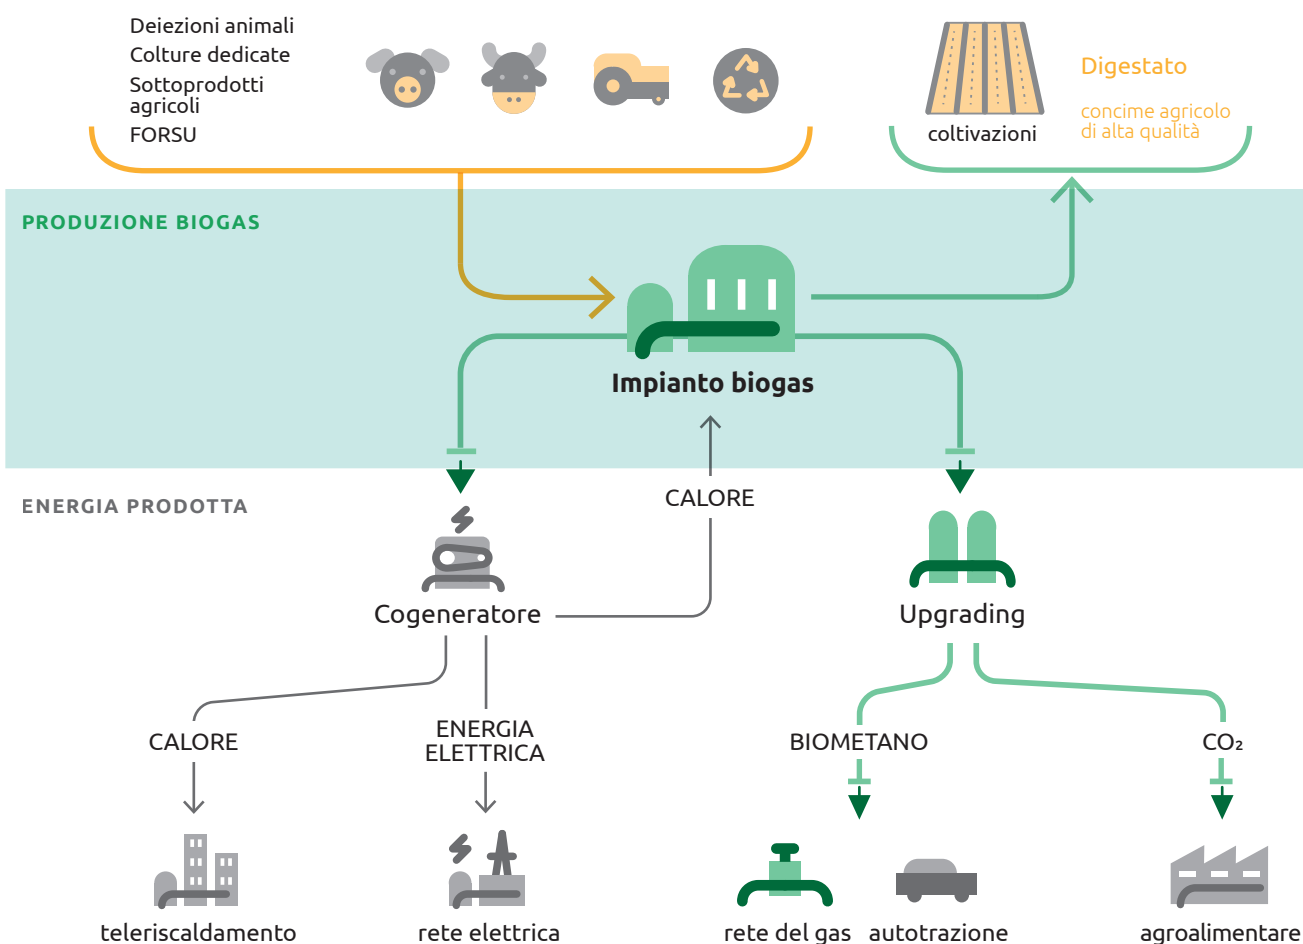 Deiezioni animali
Colture dedicate
Sottoprodotti
agricoli
FORSU
coltivazioni
Digestato
concime agricolo
di alta qualità
PRODUZIONE BIOGAS
Impianto biogas
ENERGIA PRODOTTA
CALORE
Cogeneratore
Upgrading
CALORE
ENERGIA
ELETTRICA
BIOMETANO
CO₂
teleriscaldamento
rete elettrica
rete del gas
autotrazione
agroalimentare